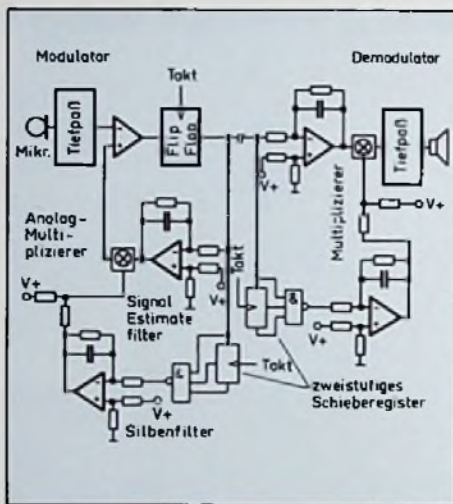 Modulator
Takt
Demodulator
Mikr.
Tiefpaß
Flip
Flop
V+
Multiplizierer
Tiefpaß
V+
Analog-
Multi-
plizierer
V+
Signal
Estimate
filter
V+
Takt
&
V+
&
Takt
zweistufiges
Schieberegister
V+
Silbenfilter